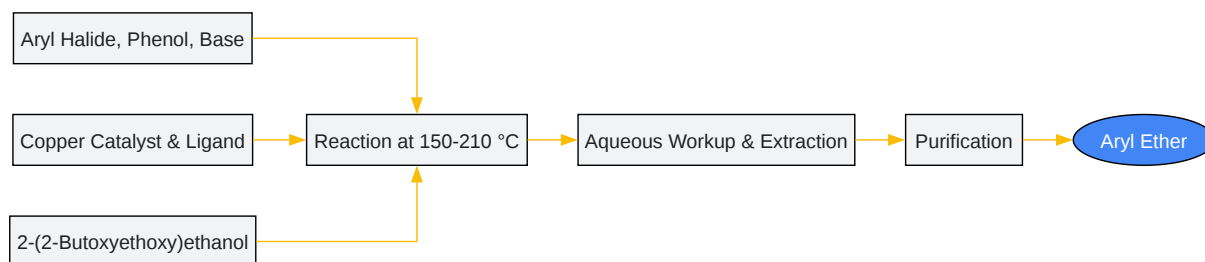 Aryl Halide, Phenol, Base
Copper Catalyst & Ligand
2-(2-Butoxyethoxy)ethanol
Reaction at 150-210 °C
Aqueous Workup & Extraction
Purification
Aryl Ether